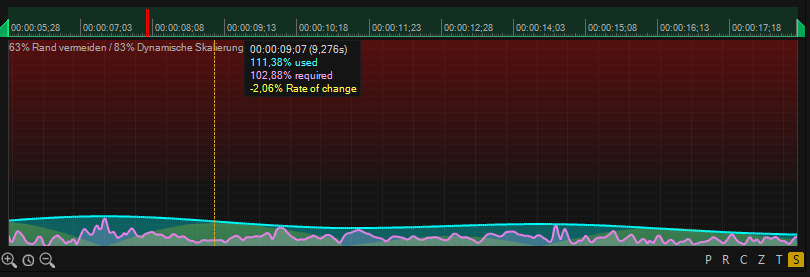 00:00:05;28 00:00:07;03 00:00:08;08 00:00:09;13 00:00:10;18 00:00:11;23 00:00:12;28 00:00:14;03 00:00:15;08 00:00:16;13 00:00:17;18
63% Rand vermeiden / 83% Dynamische Skalierung
00:00:09;07 (9,276s)
111,38% used
102,88% required
-2,06% Rate of change
P R C Z T S